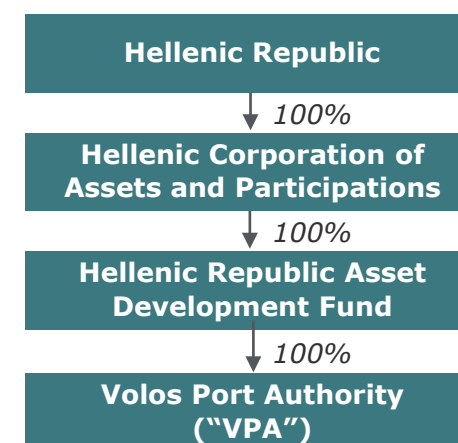 Hellenic Republic
100%
Hellenic Corporation of
Assets and Participations
100%
Hellenic Republic Asset
Development Fund
100%
Volos Port Authority
(“VPA”)